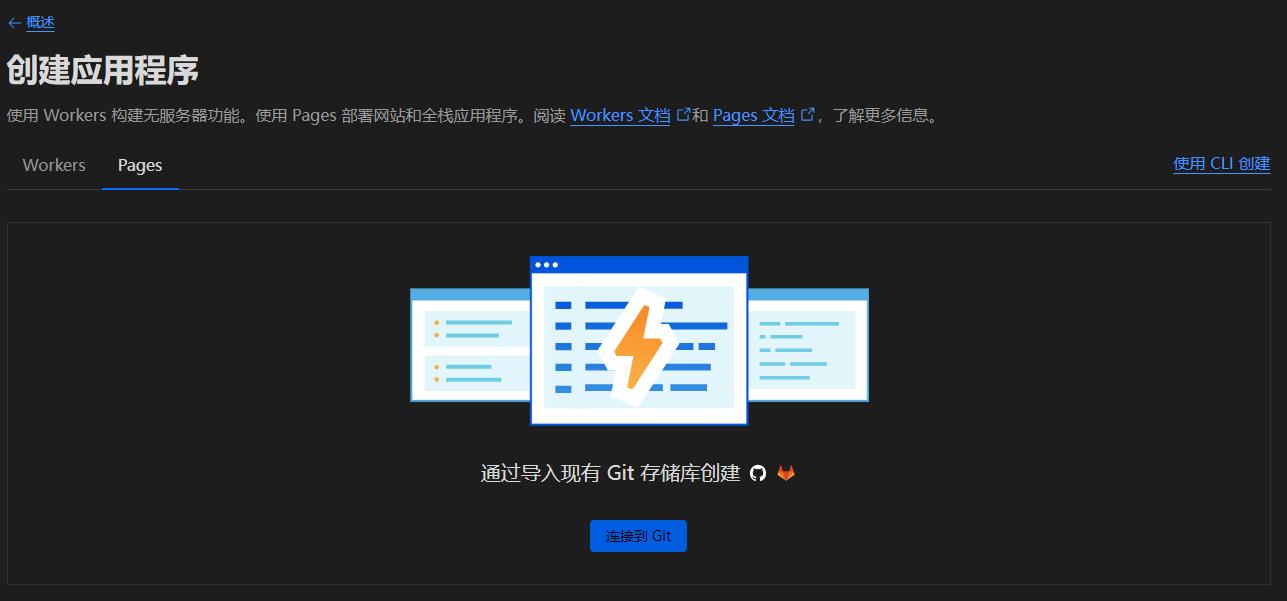 ← 概述
创建应用程序
使用 Workers 构建无服务器功能。使用 Pages 部署网站和全栈应用程序。阅读 Workers 文档 和 Pages 文档 ，了解更多信息。
Workers Pages 使用 CLI 创建
通过导入现有 Git 存储库创建
连接到 Git